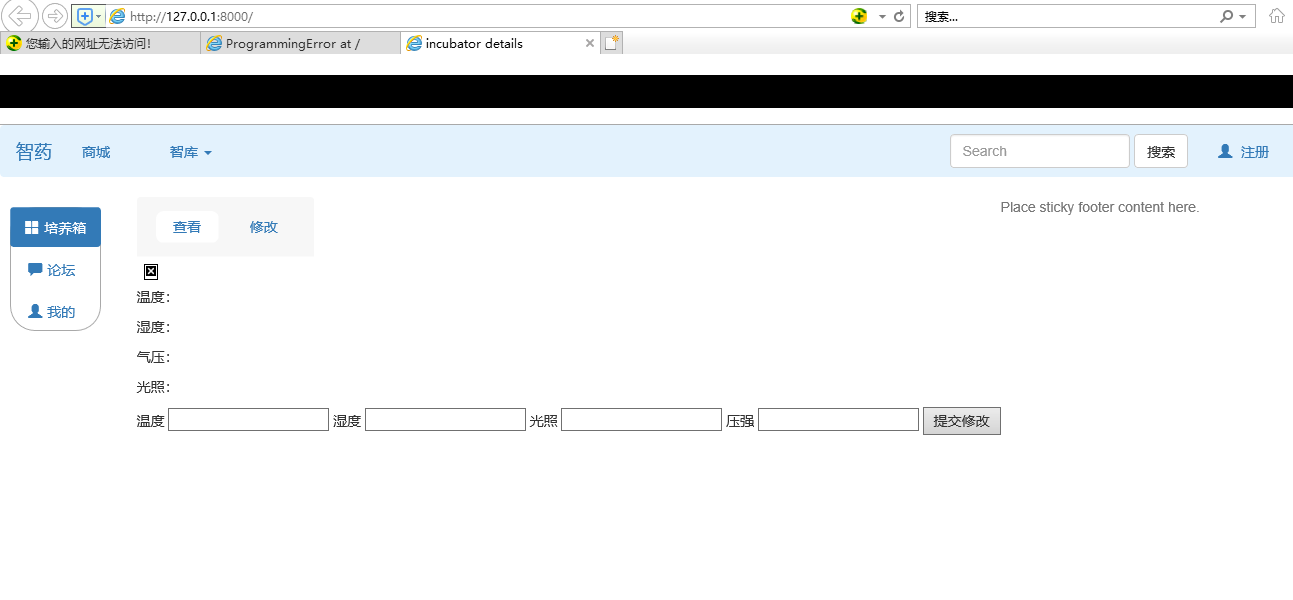 http://127.0.0.1:8000/
搜索...
您输入的网址无法访问!
ProgrammingError at /
incubator details
智药
商城
智库
Search
搜索
注册
培养箱
论坛
我的
查看
修改
Place sticky footer content here.
温度：
湿度：
气压：
光照：
温度 湿度 光照 压强 提交修改